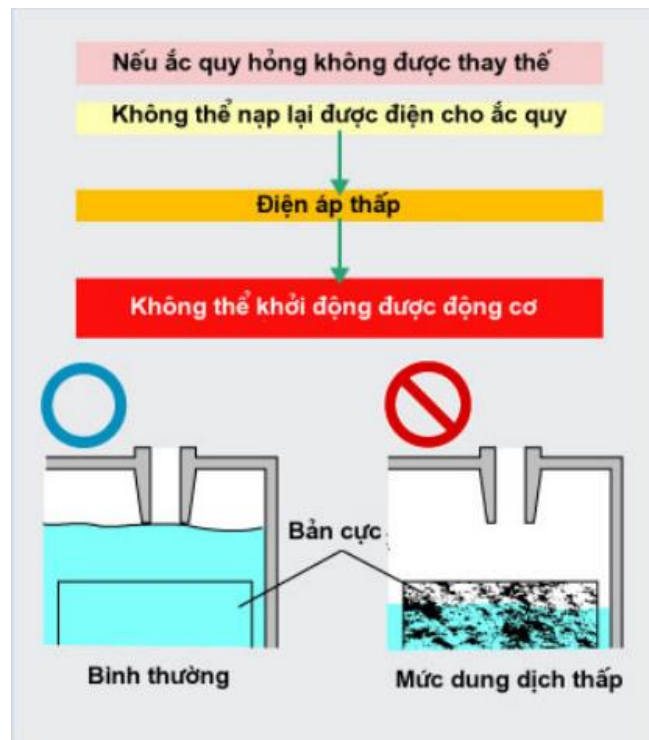 Nếu ắc quy hỏng không được thay thế
Không thể nạp lại được điện cho ắc quy
Điện áp thấp
Không thể khởi động được động cơ
Bản cực
Bình thường
Mức dung dịch thấp